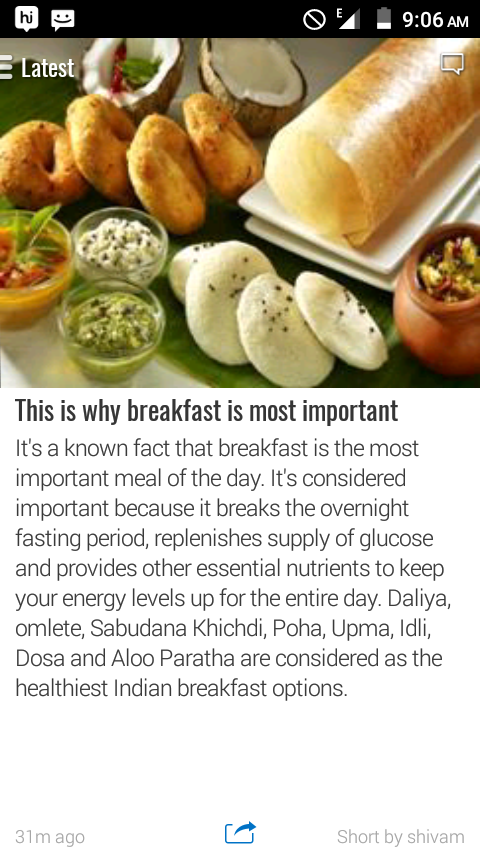 hi
E
9:06 AM
Latest
This is why breakfast is most important
It's a known fact that breakfast is the most
important meal of the day. It's considered
important because it breaks the overnight
fasting period, replenishes supply of glucose
and provides other essential nutrients to keep
your energy levels up for the entire day. Daliya,
omlete, Sabudana Khichdi, Poha, Upma, Idli,
Dosa and Aloo Paratha are considered as the
healthiest Indian breakfast options.
31m ago
Short by shivam